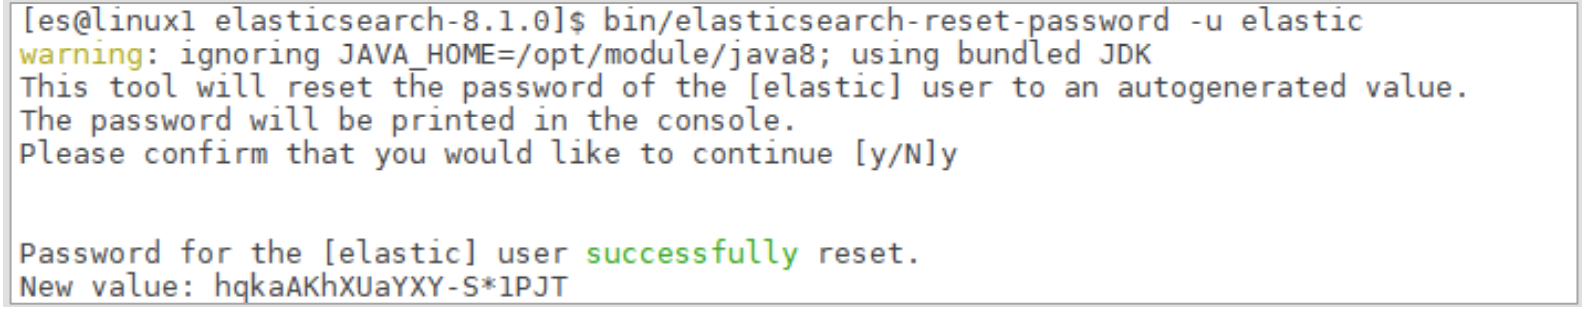 [es@linux1 elasticsearch-8.1.0]$ bin/elasticsearch-reset-password -u elastic
warning: ignoring JAVA_HOME=/opt/module/java8; using bundled JDK
This tool will reset the password of the [elastic] user to an autogenerated value.
The password will be printed in the console.
Please confirm that you would like to continue [y/N]y
Password for the [elastic] user successfully reset.
New value: hqkaAKhXUaYXY-S*1PJT